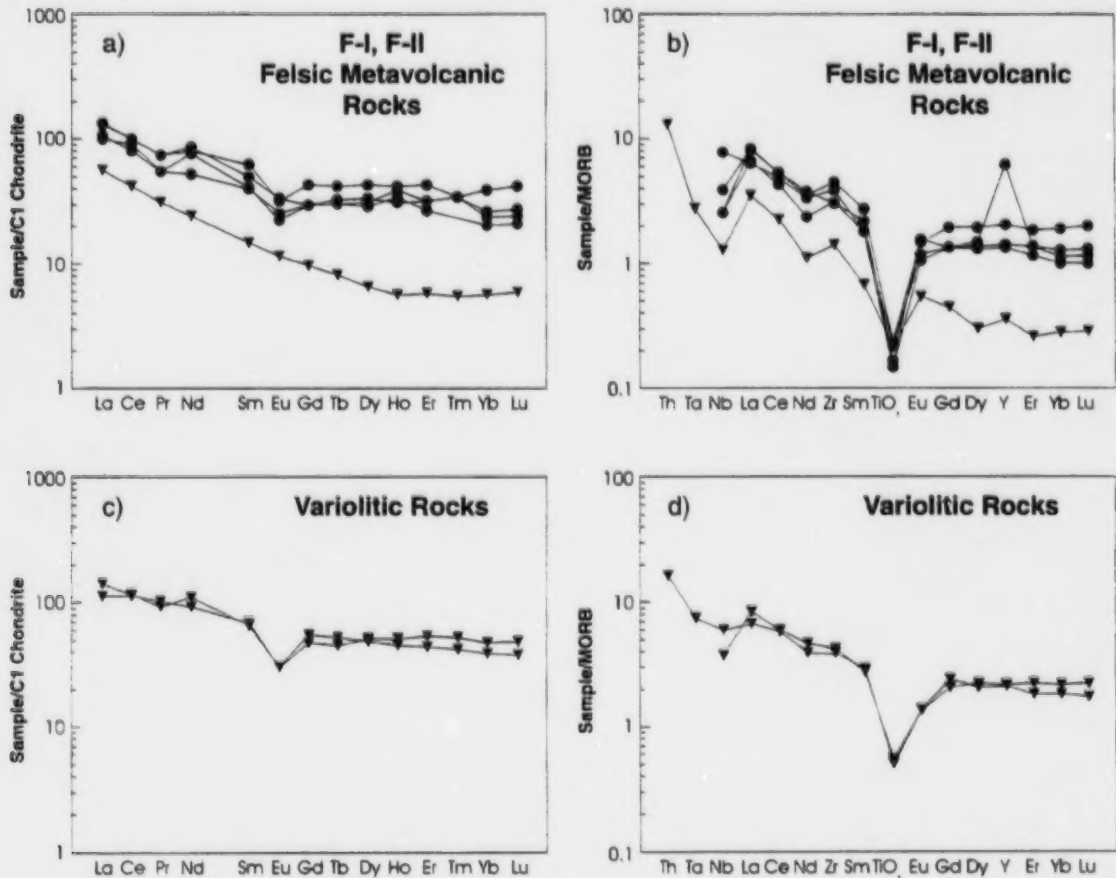 a)
F-I, F-II
Felsic Metavolcanic
Rocks
Sample/C1 Chondrite
1000
100
10
1
La Ce Pr Nd Sm Eu Gd Tb Dy Ho Er Tm Yb Lu
b)
F-I, F-II
Felsic Metavolcanic
Rocks
Sample/MORB
100
10
1
0.1
Th Ta Nb La Ce Nd Zr Sm TiO₂ Eu Gd Dy Y Er Yb Lu
c)
Variolitic Rocks
Sample/C1 Chondrite
1000
100
10
1
La Ce Pr Nd Sm Eu Gd Tb Dy Ho Er Tm Yb Lu
d)
Variolitic Rocks
Sample/MORB
100
10
1
0.1
Th Ta Nb La Ce Nd Zr Sm TiO₂ Eu Gd Dy Y Er Yb Lu